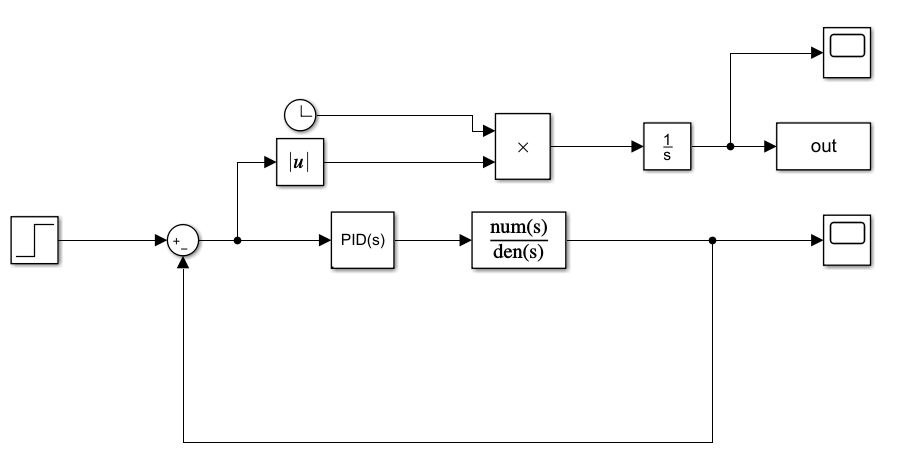 |u|
×
1
s
out
+
−
PID(s)
num(s)
den(s)